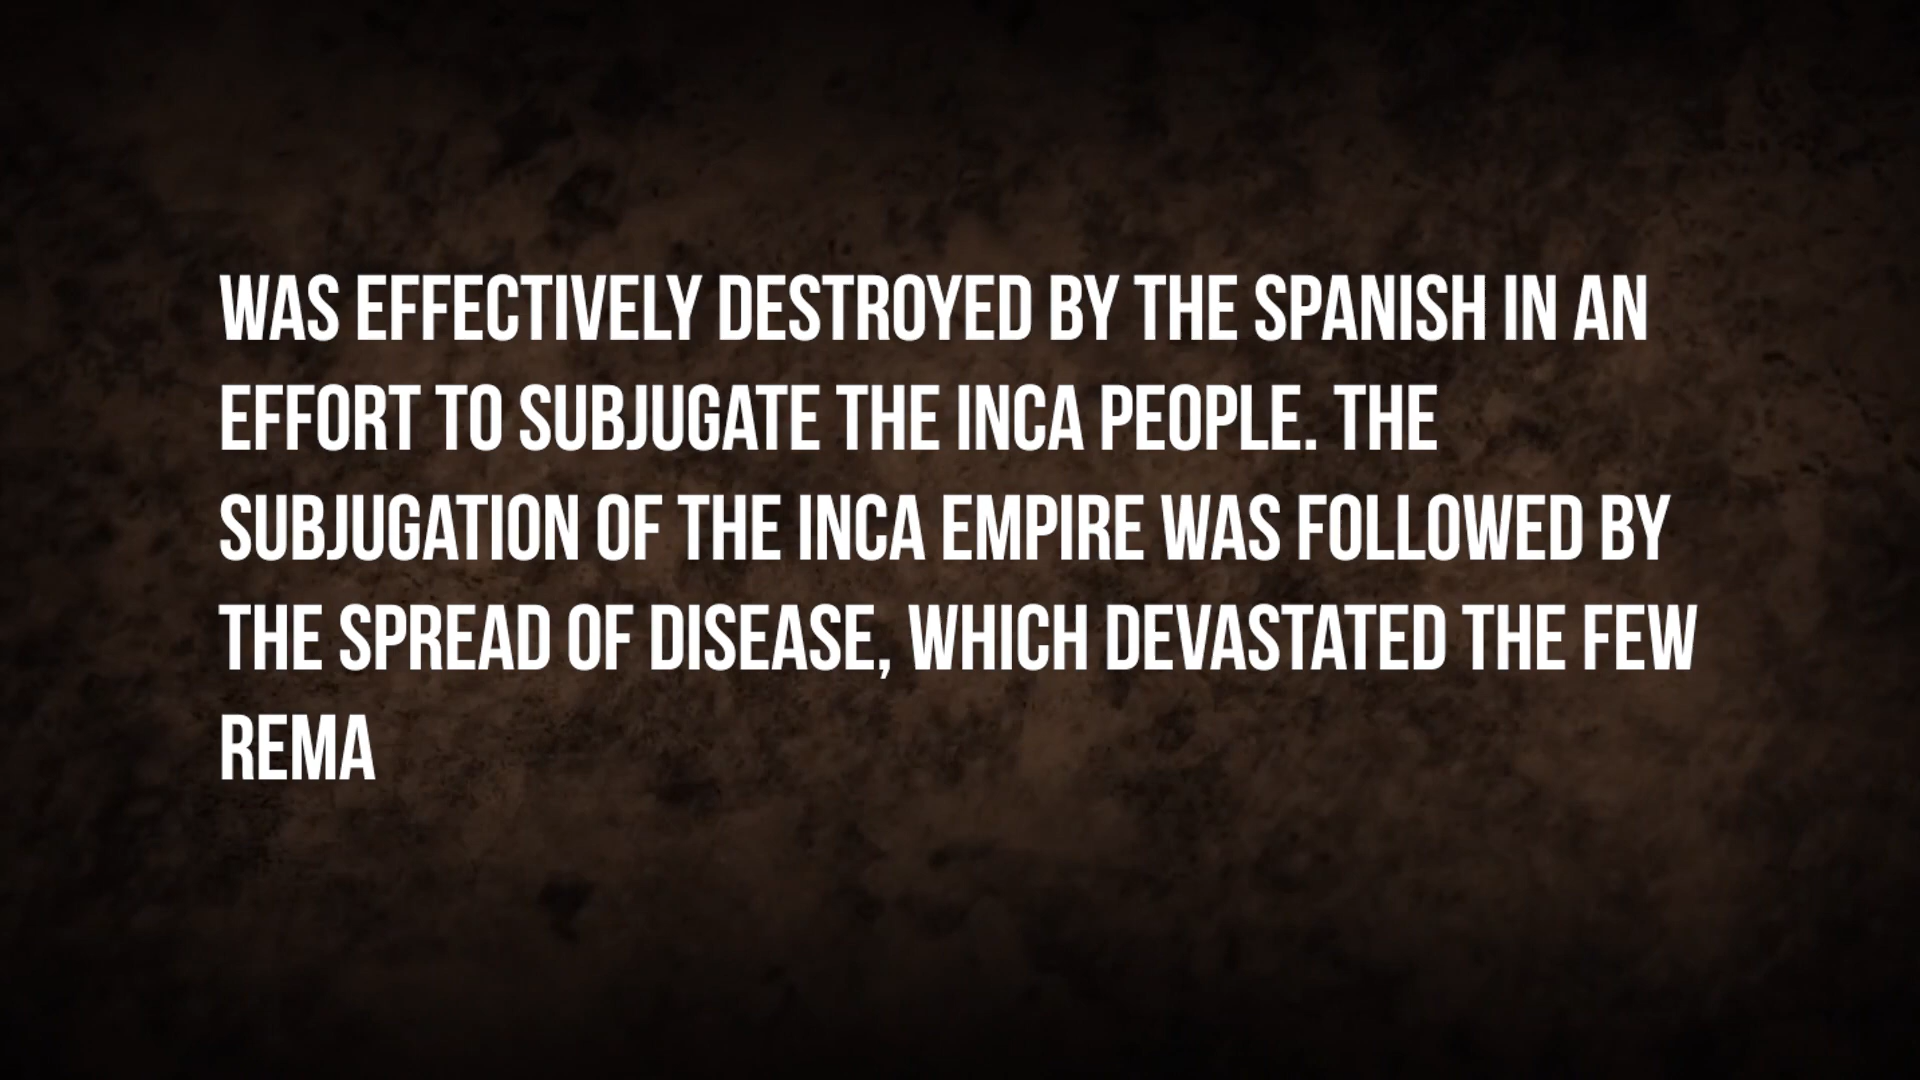 WAS EFFECTIVELY DESTROYED BY THE SPANISH IN AN
EFFORT TO SUBJUGATE THE INCA PEOPLE. THE
SUBJUGATION OF THE INCA EMPIRE WAS FOLLOWED BY
THE SPREAD OF DISEASE, WHICH DEVASTATED THE FEW
REMA